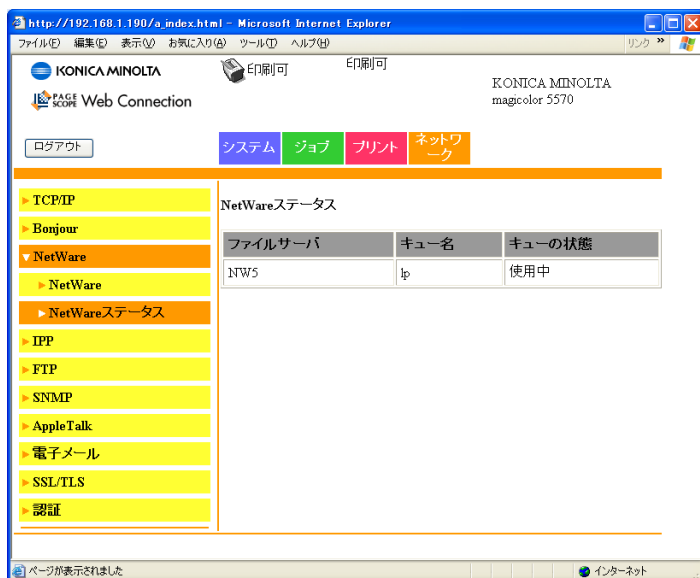 http://192.168.1.190/a_index.html - Microsoft Internet Explorer
ファイル(F) 編集(E) 表示(V) お気に入り(A) ツール(T) ヘルプ(H) リンク »
KONICA MINOLTA
印刷可
印刷可
KONICA MINOLTA
magicolor 5570
PAGE SCOPE Web Connection
ログアウト
システム
ジョブ
プリント
ネットワ
ーク
TCP/IP
Bonjour
NetWare
NetWare
NetWareステータス
IPP
FTP
SNMP
AppleTalk
電子メール
SSL/TLS
認証
NetWareステータス
ファイルサーバ キュー名 キューの状態
NW5 lp 使用中
ページが表示されました
インターネット